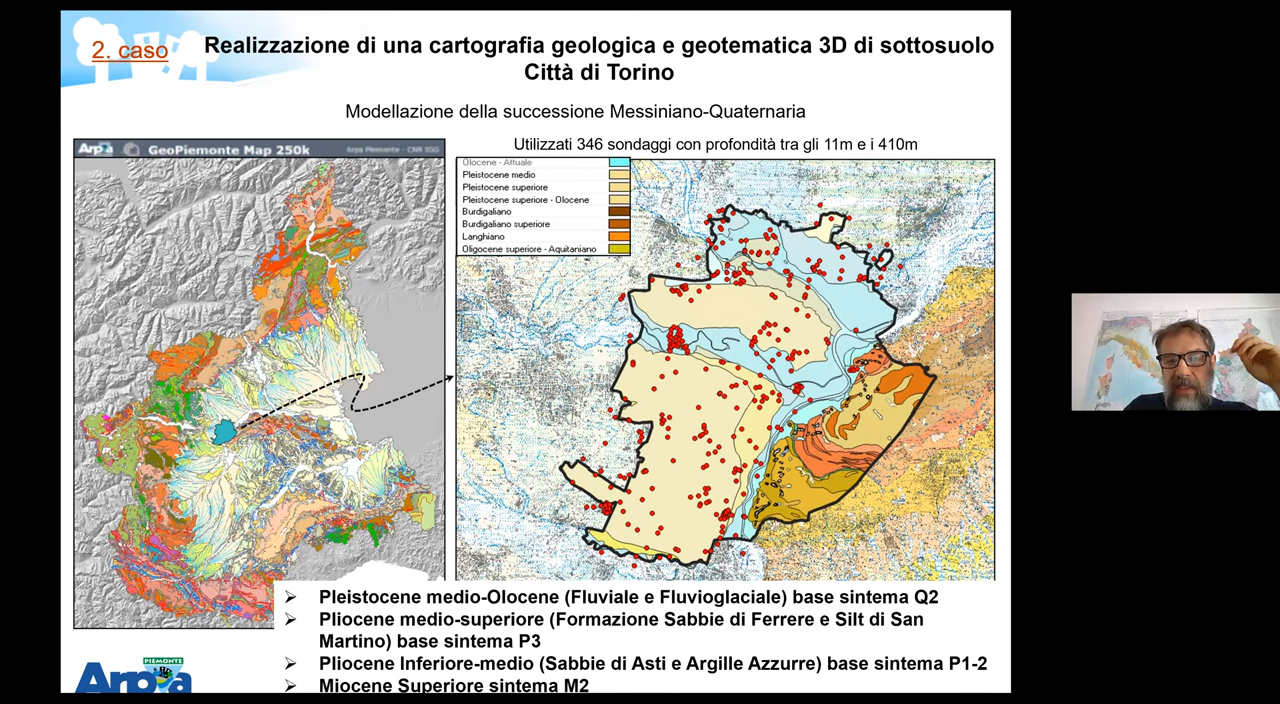 2. caso
Realizzazione di una cartografia geologica e geotematica 3D di sottosuolo
Città di Torino
Modellazione della successione Messiniano-Quaternaria
Utilizzati 346 sondaggi con profondità tra gli 11m e i 410m
Arpa GeoPiemonte Map 250k Arpa Piemonte - CNR IGG
Olocene - Attuale
Pleistocene medio
Pleistocene superiore
Pleistocene superiore - Olocene
Burdigaliano
Burdigaliano superiore
Langhiano
Oligocene superiore - Aquitaniano
Pleistocene medio-Olocene (Fluviale e Fluvioglaciale) base sintema Q2
Pliocene medio-superiore (Formazione Sabbie di Ferrere e Silt di San
Martino) base sintema P3
Pliocene Inferiore-medio (Sabbie di Asti e Argille Azzurre) base sintema P1-2
Miocene Superiore sintema M2
PIEMONTE
Arpa